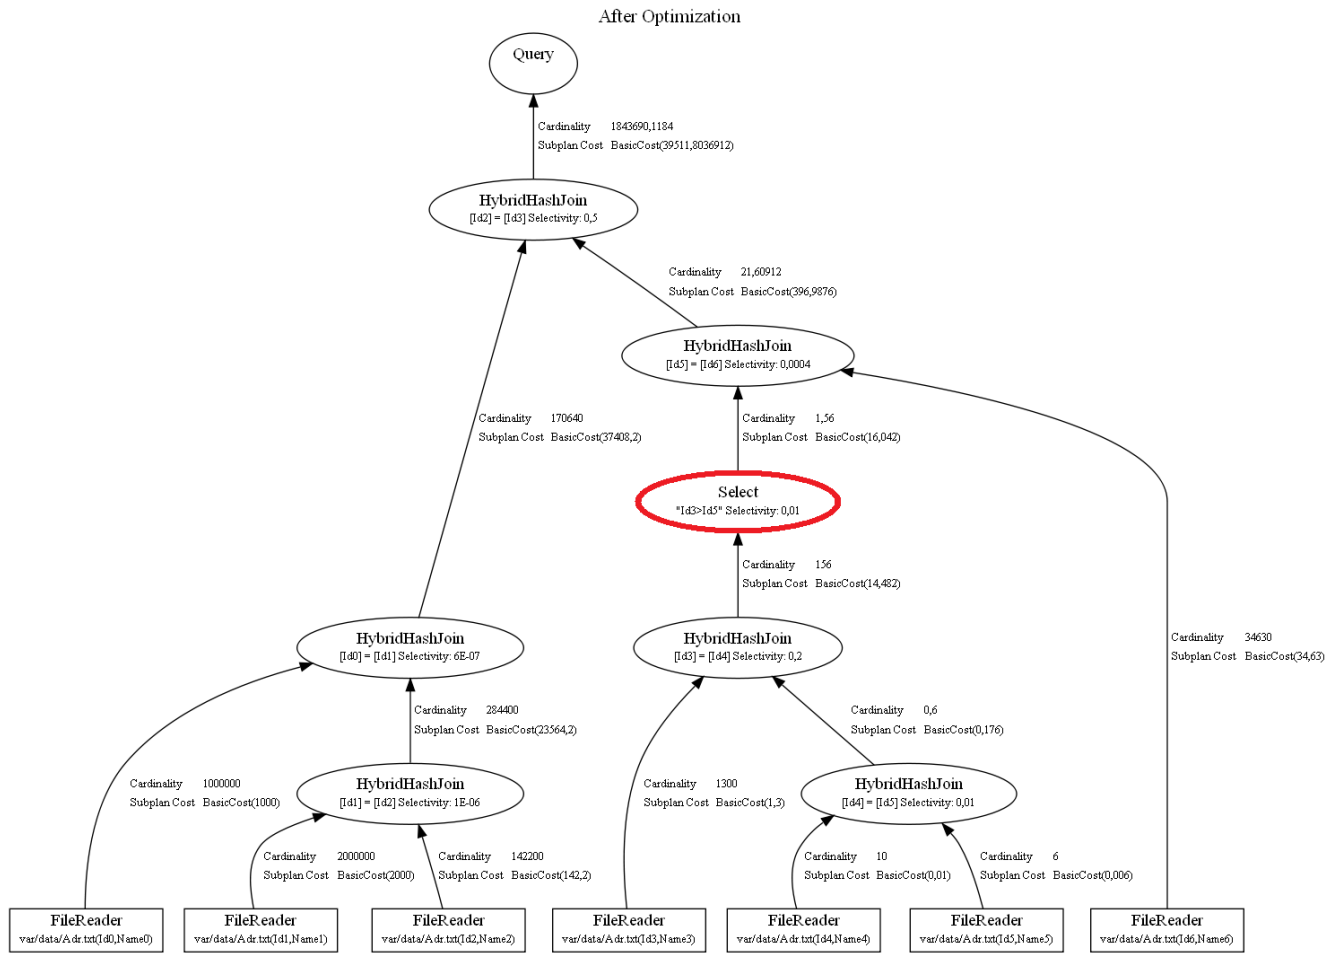 After Optimization
Query
Cardinality 1843690,1184
Subplan Cost BasicCost(39511,8036912)
HybridHashJoin
[Id2] = [Id3] Selectivity: 0,5
Cardinality 21,60912
Subplan Cost BasicCost(396,9876)
HybridHashJoin
[Id5] = [Id6] Selectivity: 0,0004
Cardinality 170640
Subplan Cost BasicCost(37408,2)
Cardinality 1,56
Subplan Cost BasicCost(16,042)
Select
"Id3>Id5" Selectivity: 0,01
Cardinality 156
Subplan Cost BasicCost(14,482)
HybridHashJoin
[Id0] = [Id1] Selectivity: 6E-07
HybridHashJoin
[Id3] = [Id4] Selectivity: 0,2
Cardinality 34630
Subplan Cost BasicCost(34,63)
Cardinality 284400
Subplan Cost BasicCost(23564,2)
Cardinality 0,6
Subplan Cost BasicCost(0,176)
Cardinality 1000000
Subplan Cost BasicCost(1000)
HybridHashJoin
[Id1] = [Id2] Selectivity: 1E-06
Cardinality 1300
Subplan Cost BasicCost(1,3)
HybridHashJoin
[Id4] = [Id5] Selectivity: 0,01
Cardinality 2000000
Subplan Cost BasicCost(2000)
Cardinality 142200
Subplan Cost BasicCost(142,2)
Cardinality 10
Subplan Cost BasicCost(0,01)
Cardinality 6
Subplan Cost BasicCost(0,006)
FileReader
var/data/Adr.txt(Id0,Name0)
FileReader
var/data/Adr.txt(Id1,Name1)
FileReader
var/data/Adr.txt(Id2,Name2)
FileReader
var/data/Adr.txt(Id3,Name3)
FileReader
var/data/Adr.txt(Id4,Name4)
FileReader
var/data/Adr.txt(Id5,Name5)
FileReader
var/data/Adr.txt(Id6,Name6)